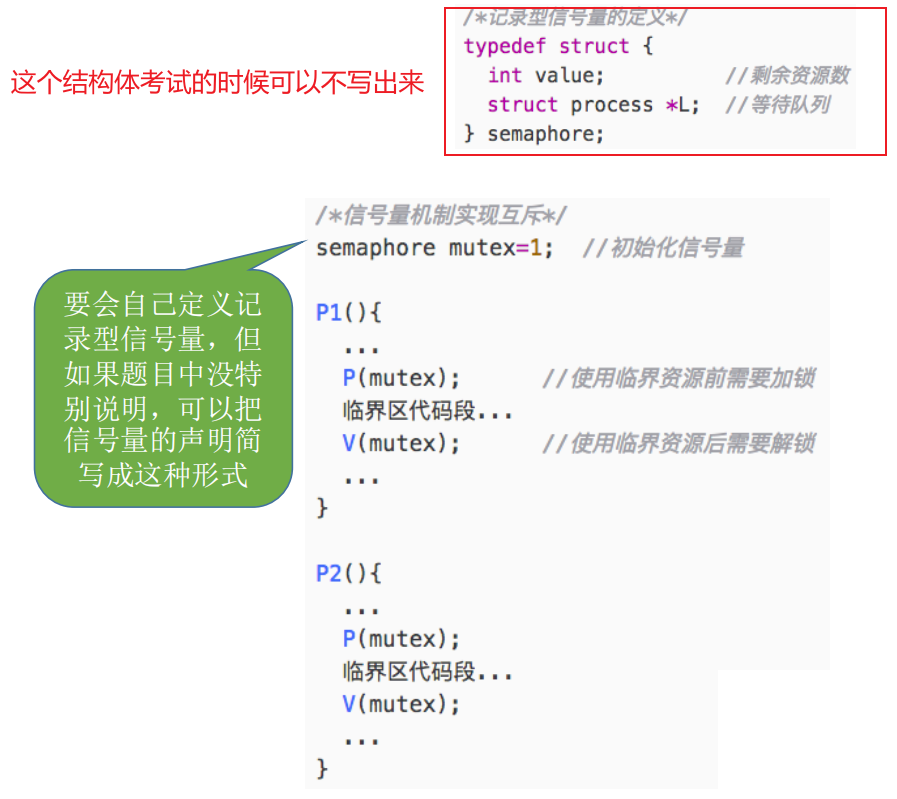 /*记录型信号量的定义*/
typedef struct {
int value; //剩余资源数
struct process *L; //等待队列
} semaphore;
这个结构体考试的时候可以不写出来
/*信号量机制实现互斥*/
semaphore mutex=1; //初始化信号量
要会自己定义记
录型信号量，但
如果题目中没特
别说明，可以把
信号量的声明简
写成这种形式
P1(){
...
P(mutex); //使用临界资源前需要加锁
临界区代码段...
V(mutex); //使用临界资源后需要解锁
...
}
P2(){
...
P(mutex);
临界区代码段...
V(mutex);
...
}